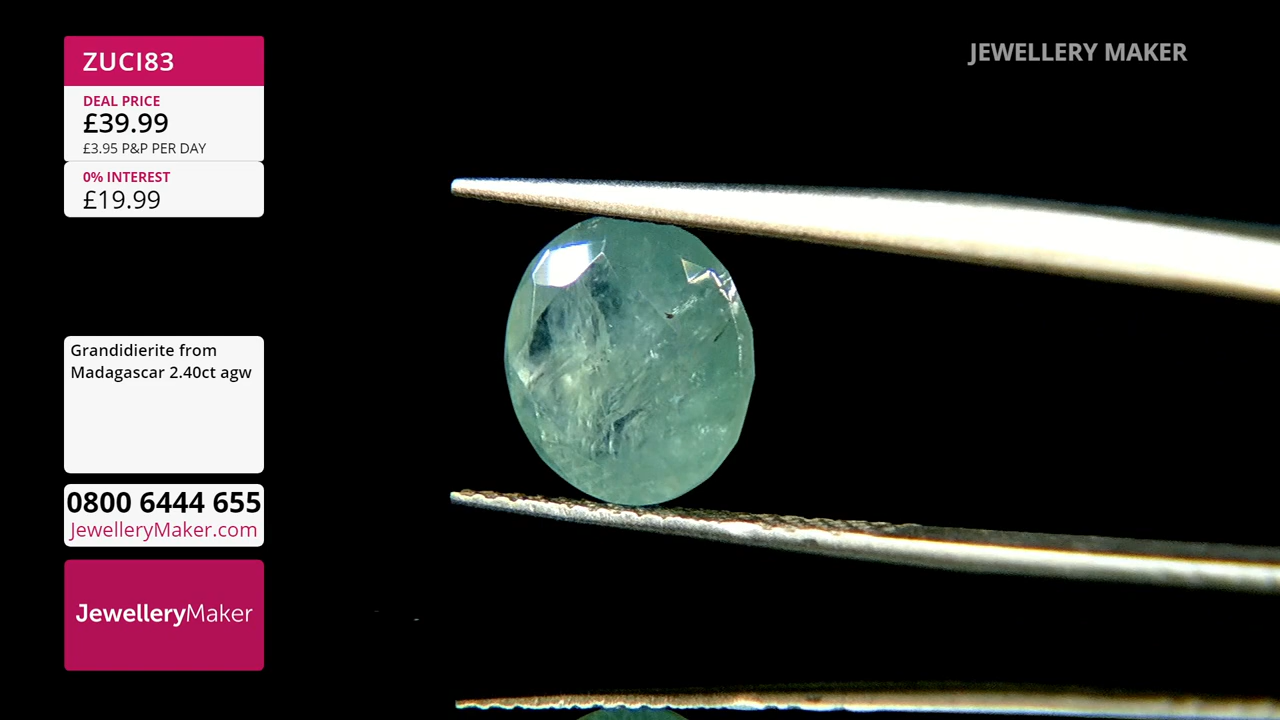 ZUCI83
DEAL PRICE
£39.99
£3.95 P&P PER DAY
0% INTEREST
£19.99
Grandidierite from
Madagascar 2.40ct agw
0800 6444 655
JewelleryMaker.com
JewelleryMaker
JEWELLERY MAKER